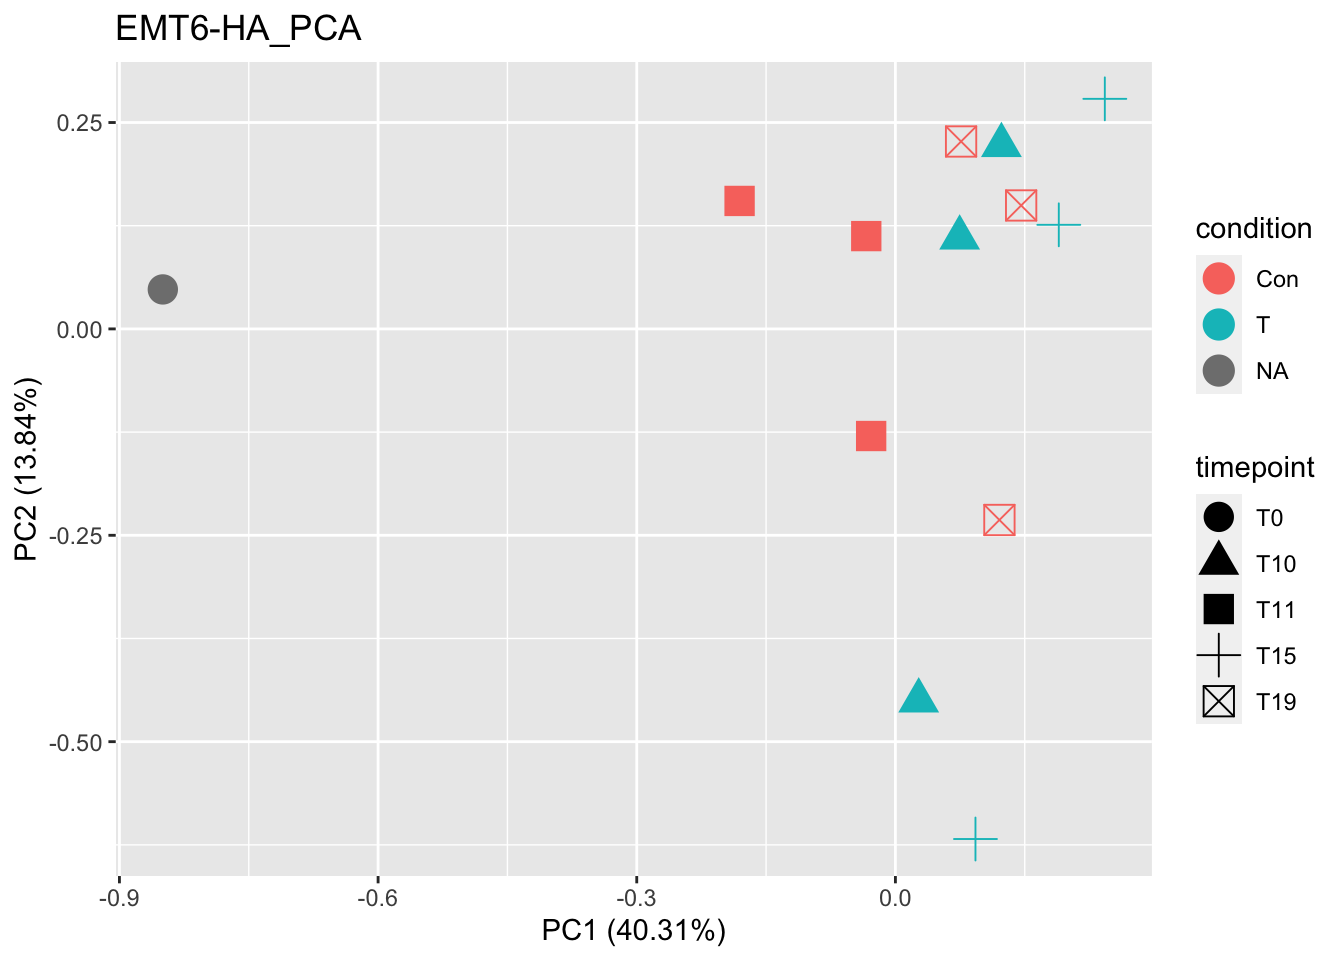 EMT6-HA_PCA
PC2 (13.84%)
0.25
0.00
-0.25
-0.50
-0.9
-0.6
-0.3
0.0
PC1 (40.31%)
condition
Con
T
NA
timepoint
T0
T10
T11
T15
T19